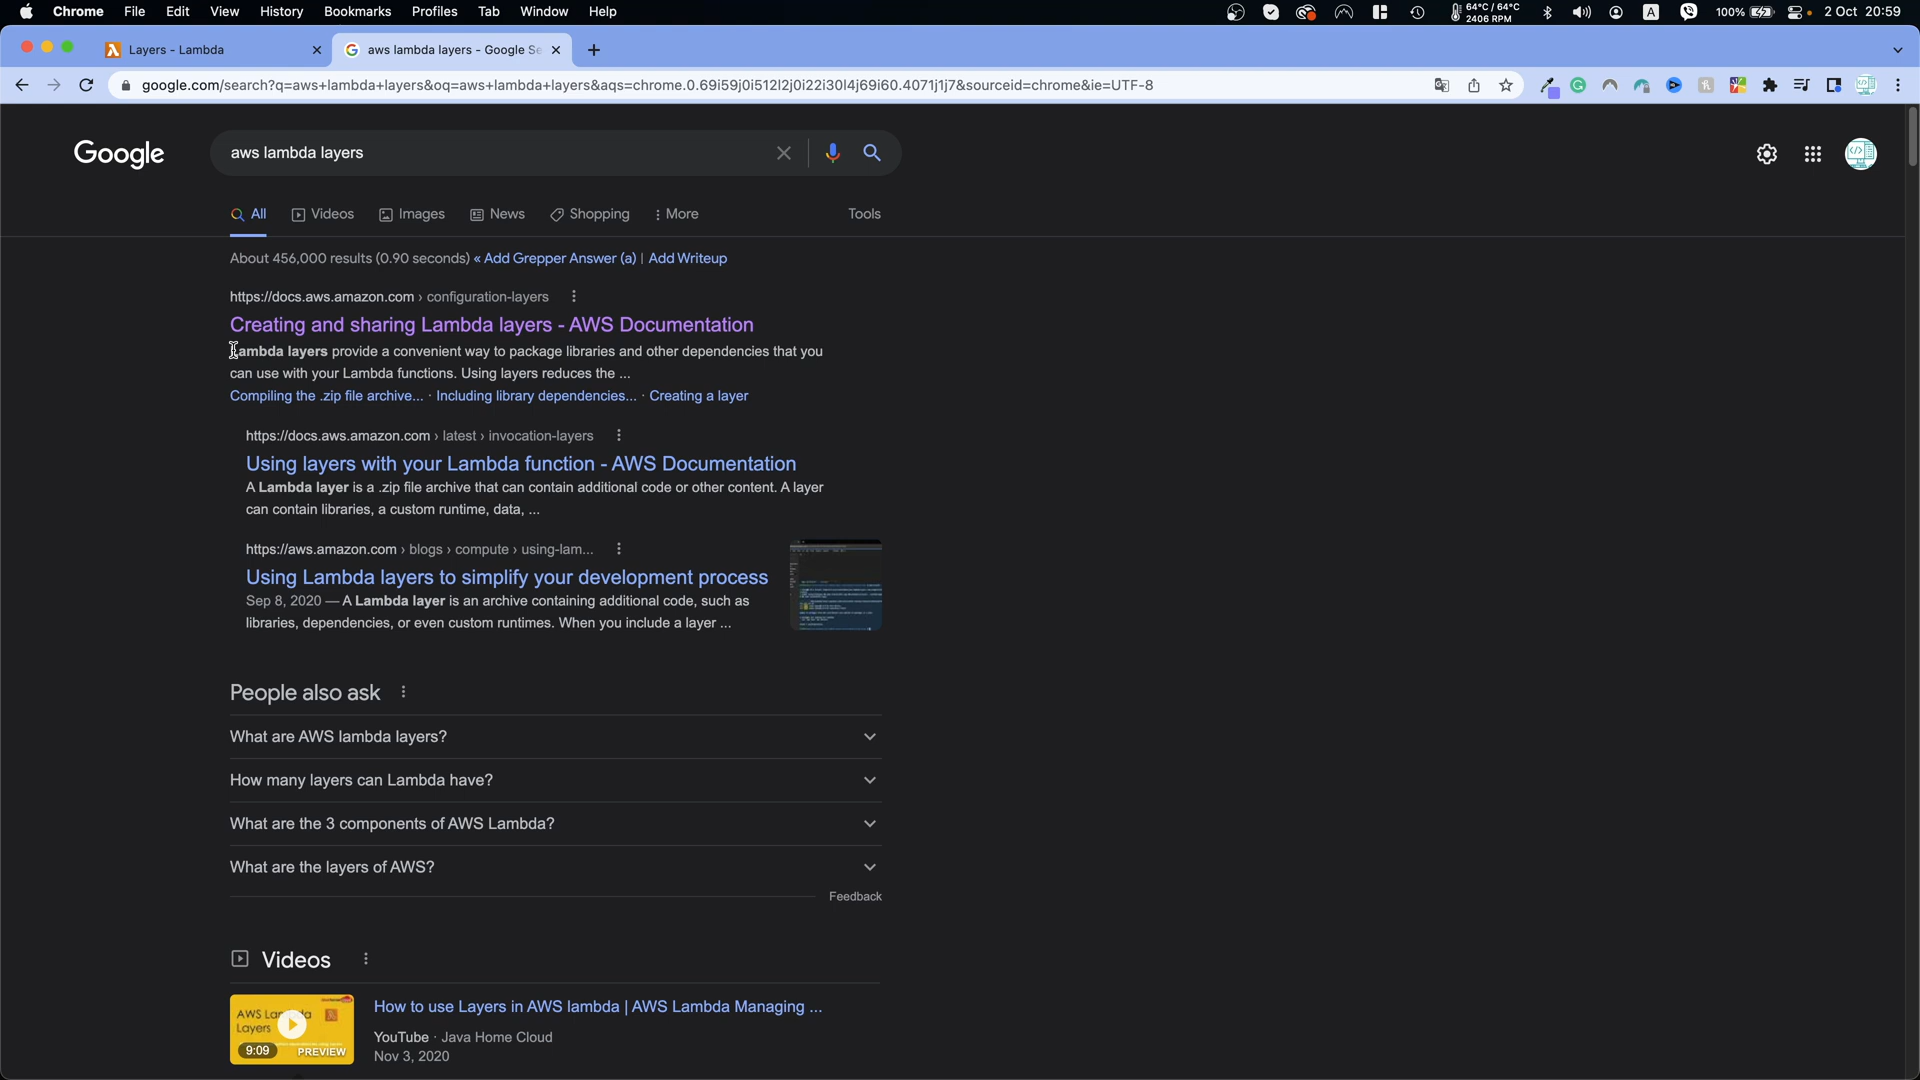 Chrome File Edit View History Bookmarks Profiles Tab Window Help
64°C / 64°C
2406 RPM
A
100%
2 Oct 20:59
Layers - Lambda
aws lambda layers - Google Se
google.com/search?q=aws+lambda+layers&oq=aws+lambda+layers&aqs=chrome.0.69i59j0i512l2j0i22i30l4j69i60.4071j1j7&sourceid=chrome&ie=UTF-8
Google
aws lambda layers
All Videos Images News Shopping More Tools
About 456,000 results (0.90 seconds) « Add Grepper Answer (a) | Add Writeup
https://docs.aws.amazon.com › configuration-layers
Creating and sharing Lambda layers - AWS Documentation
Lambda layers provide a convenient way to package libraries and other dependencies that you
can use with your Lambda functions. Using layers reduces the ...
Compiling the .zip file archive... · Including library dependencies... · Creating a layer
https://docs.aws.amazon.com › latest › invocation-layers
Using layers with your Lambda function - AWS Documentation
A Lambda layer is a .zip file archive that can contain additional code or other content. A layer
can contain libraries, a custom runtime, data, ...
https://aws.amazon.com › blogs › compute › using-lam...
Using Lambda layers to simplify your development process
Sep 8, 2020 — A Lambda layer is an archive containing additional code, such as
libraries, dependencies, or even custom runtimes. When you include a layer ...
People also ask
What are AWS lambda layers?
How many layers can Lambda have?
What are the 3 components of AWS Lambda?
What are the layers of AWS?
Feedback
Videos
How to use Layers in AWS lambda | AWS Lambda Managing ...
YouTube · Java Home Cloud
Nov 3, 2020
AWS
Layers
9:09
PREVIEW